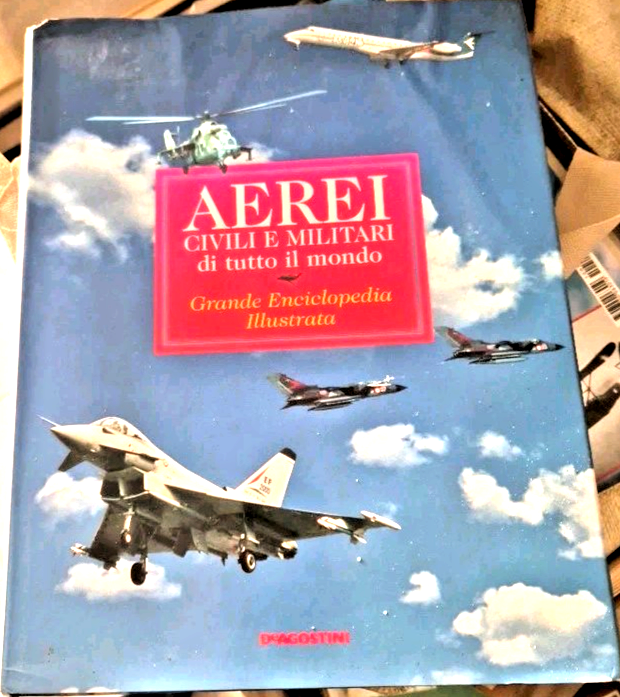 AEREI
CIVILI E MILITARI
di tutto il mondo
Grande Enciclopedia
Illustrata
DeAGOSTINI